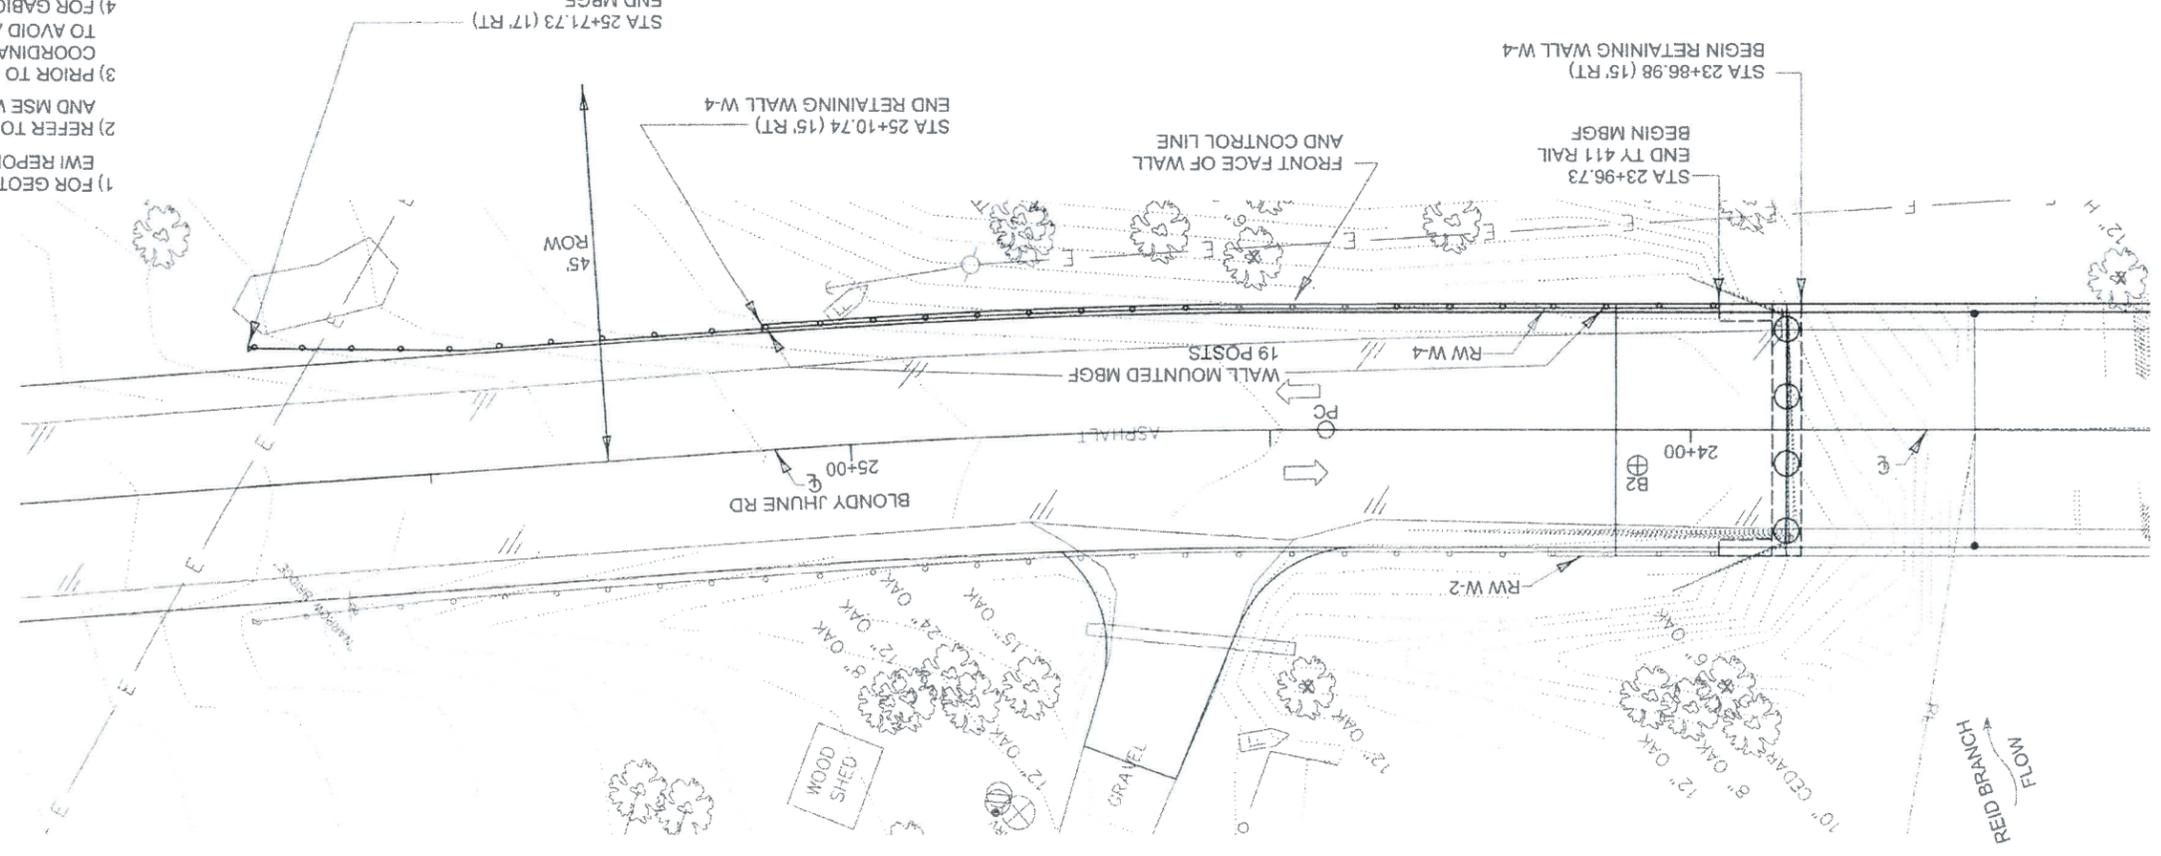 1) FOR GEOT
EWI REPOR
2) REFER TO
AND MSE W
3) PRIOR TO
COORDINA
TO AVOID
4) FOR GABIO
REID BRANCH
FLOW
12" OAK
8" OAK
10" CEDAR
6" OAK
12" OAK
GRAVEL
12" OAK
WOOD
SHED
15" OAK
24" OAK
12" OAK
8" OAK
NARROW BRIDGE
RW W-2
BLONDY JHUNE RD
B2
24+00
25+00
PC
ASPHALT
WALL MOUNTED MBGF
19 POSTS
RW W-4
45'
ROW
12" H
E
E
E
E
E
E
E
E
E
E
E
STA 23+96.73
END TY 411 RAIL
BEGIN MBGF
FRONT FACE OF WALL
AND CONTROL LINE
STA 25+10.74 (15' RT)
END RETAINING WALL W-4
STA 23+86.98 (15' RT)
BEGIN RETAINING WALL W-4
STA 25+71.73 (17' RT)
END MBGF